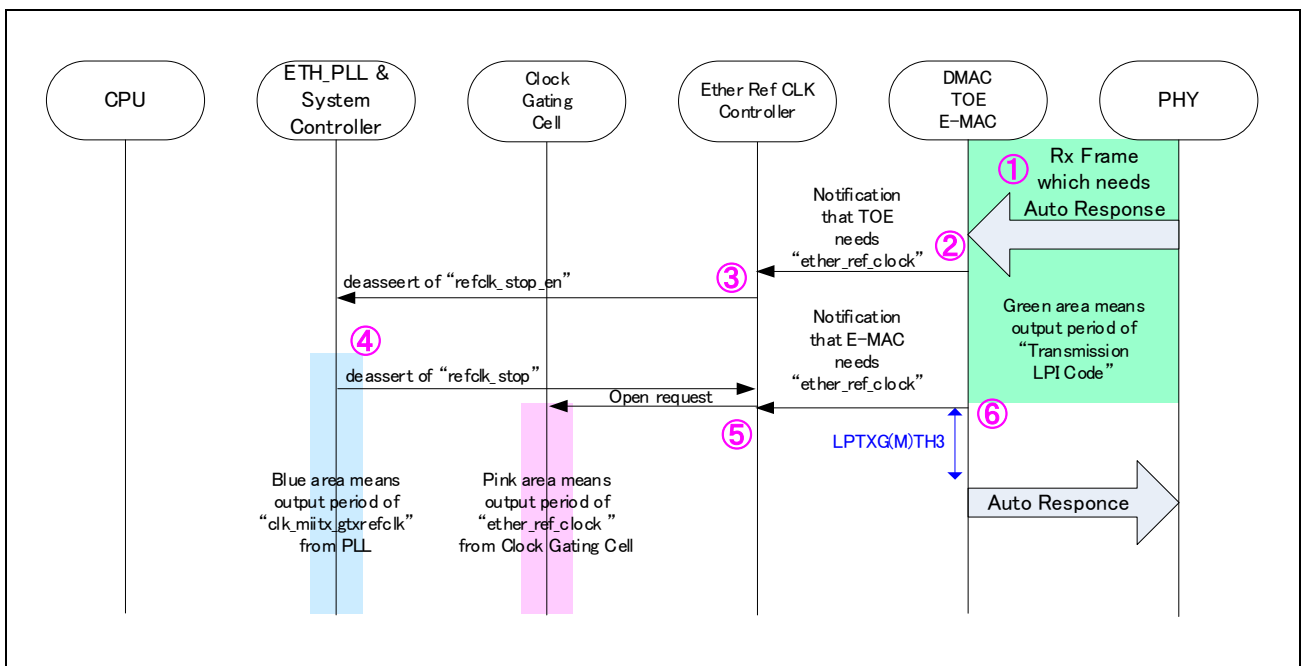 CPU
ETH_PLL &
System
Controller
Clock
Gating
Cell
Ether Ref CLK
Controller
DMAC
TOE
E-MAC
PHY
①
Rx Frame
which needs
Auto Response
Notification
that TOE
needs
“ether_ref_clock”
②
③
deasseert of “refclk_stop_en”
Green area means
output period of
“Transmission
LPI Code”
Notification
that E-MAC
needs
“ether_ref_clock”
④
deassert of “refclk_stop”
Open request
⑤
⑥
LPTXG(M)TH3
Blue area means
output period of
“clk_miitx_gtxrefclk”
from PLL
Pink area means
output period of
“ether_ref_clock ”
from Clock Gating Cell
Auto Responce